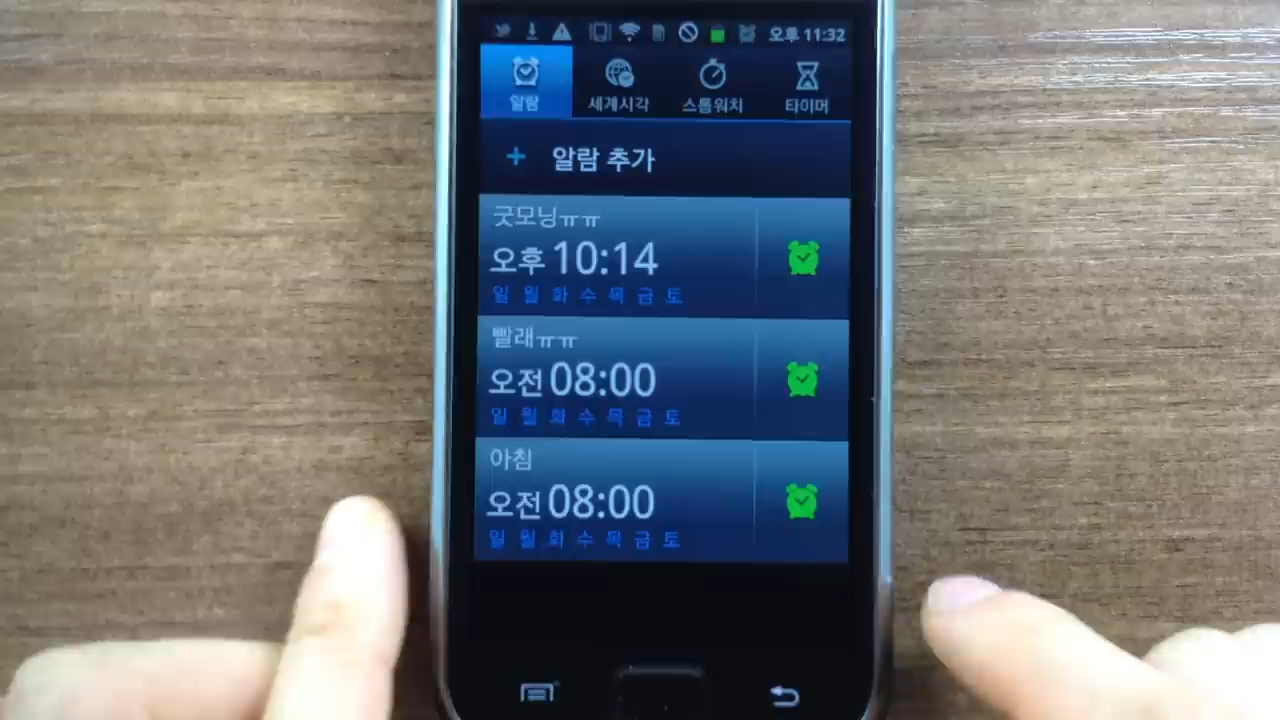 오후 11:32
알람 세계시각 스톱워치 타이머
+ 알람 추가
굿모닝ㅠㅠ
오후 10:14
일 월 화 수 목 금 토
빨래ㅠㅠ
오전 08:00
일 월 화 수 목 금 토
아침
오전 08:00
일 월 화 수 목 금 토